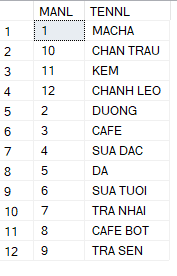 MANL TENNL
1 1 MACHA
2 10 CHAN TRAU
3 11 KEM
4 12 CHANH LEO
5 2 DUONG
6 3 CAFE
7 4 SUA DAC
8 5 DA
9 6 SUA TUOI
10 7 TRA NHAI
11 8 CAFE BOT
12 9 TRA SEN